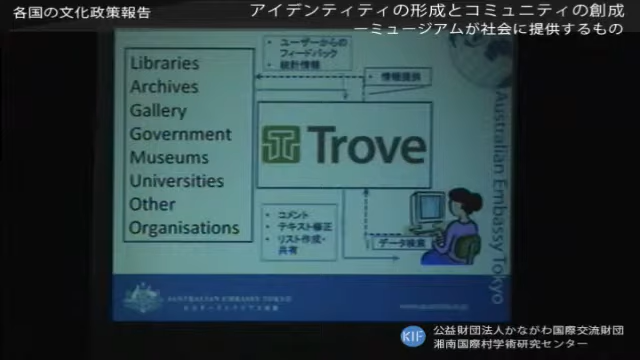 各国の文化政策報告
アイデンティティの形成とコミュニティの創成
ーミュージアムが社会に提供するもの
• ユーザーからの
フィードバック
• 統計情報
• 情報提供
Libraries
Archives
Gallery
Government
Museums
Universities
Other
Organisations
Trove
• コメント
• テキスト修正
• リスト作成・
共有
データ検索
Australian Embassy Tokyo
AUSTRALIAN EMBASSY TOKYO
KIF
公益財団法人かながわ国際交流財団
湘南国際村学術研究センター